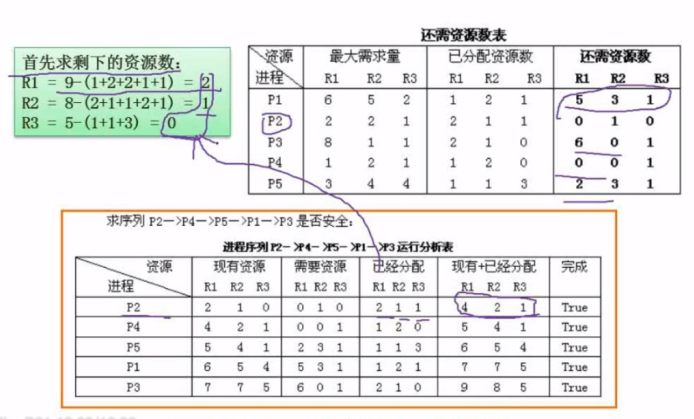 还需资源数表
首先求剩下的资源数:
R1 = 9-(1+2+2+1+1) = 2
R2 = 8-(2+1+1+2+1) = 1
R3 = 5-(1+1+3) = 0
资源 最大需求量 已分配资源数 还需资源数
进程 R1 R2 R3 R1 R2 R3 R1 R2 R3
P1 6 5 2 1 2 1 5 3 1
P2 2 2 1 2 1 1 0 1 0
P3 8 1 1 2 1 0 6 0 1
P4 1 2 1 1 2 0 0 0 1
P5 3 4 4 1 1 3 2 3 1
求序列 P2—>P4—>P5—>P1—>P3 是否安全:
进程序列 P2—>P4—>P5—>P1—>P3 运行分析表
资源 现有资源 需要资源 已经分配 现有+已经分配 完成
进程 R1 R2 R3 R1 R2 R3 R1 R2 R3 R1 R2 R3
P2 2 1 0 0 1 0 2 1 1 4 2 1 True
P4 4 2 1 0 0 1 1 2 0 5 4 1 True
P5 5 4 1 2 3 1 1 1 3 6 5 4 True
P1 6 5 4 5 3 1 1 2 1 7 7 5 True
P3 7 7 5 6 0 1 2 1 0 9 8 5 True